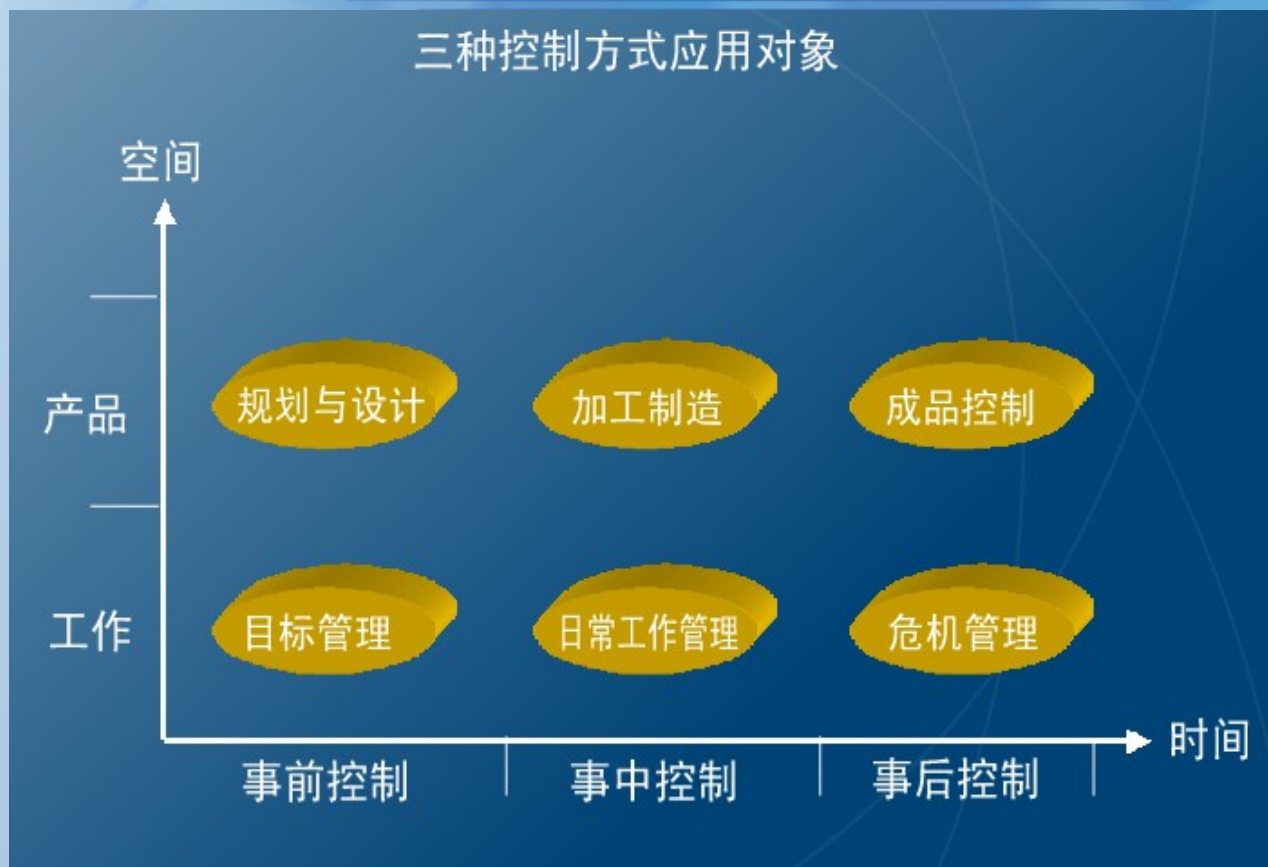 三种控制方式应用对象
空间
产品
规划与设计
加工制造
成品控制
工作
目标管理
日常工作管理
危机管理
时间
事前控制
事中控制
事后控制